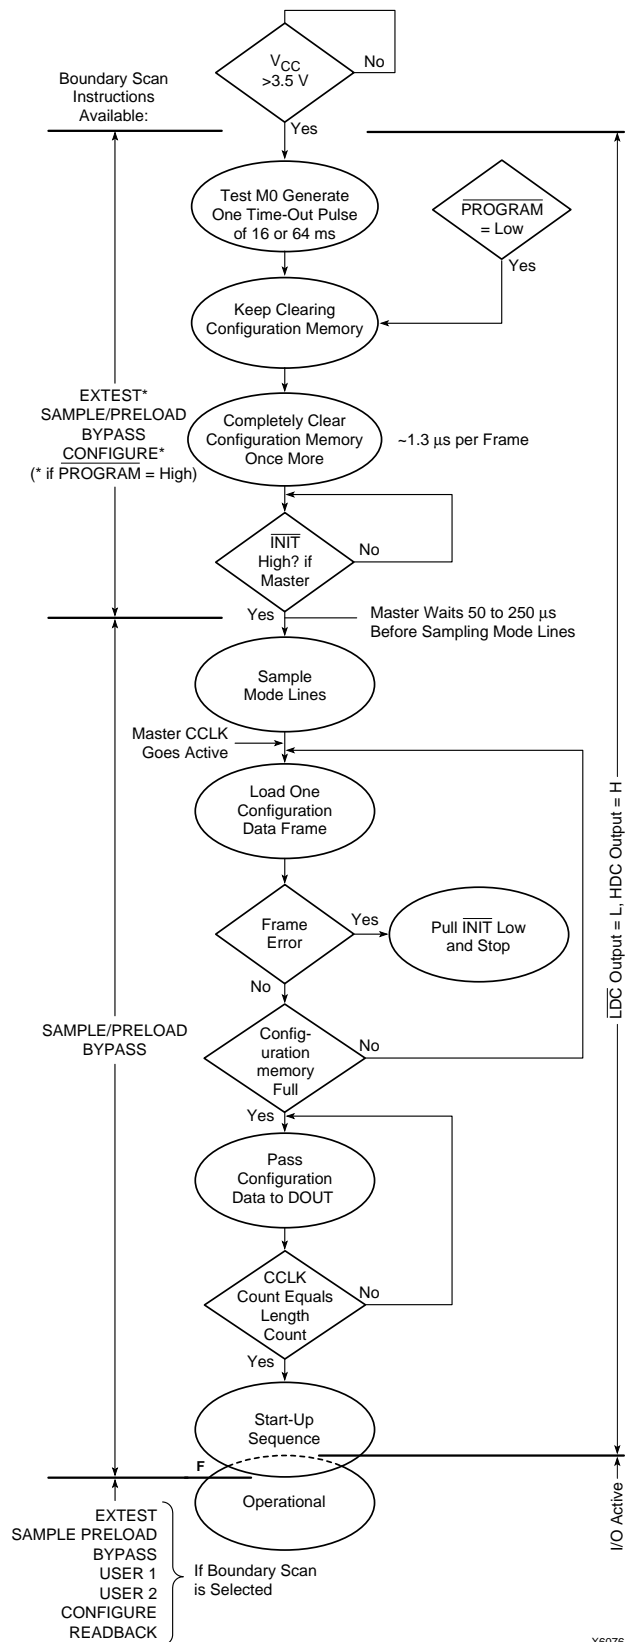 V_CC
>3.5 V
No
Boundary Scan
Instructions
Available:
Yes
Test M0 Generate
One Time-Out Pulse
of 16 or 64 ms
PROGRAM
= Low
Yes
Keep Clearing
Configuration Memory
EXTEST*
SAMPLE/PRELOAD
BYPASS
CONFIGURE*
(* if PROGRAM = High)
Completely Clear
Configuration Memory
Once More
~1.3 µs per Frame
INIT
High? if
Master
No
Yes
Master Waits 50 to 250 µs
Before Sampling Mode Lines
Sample
Mode Lines
Master CCLK
Goes Active
Load One
Configuration
Data Frame
LDC Output = L, HDC Output = H
Frame
Error
Yes
Pull INIT Low
and Stop
No
SAMPLE/PRELOAD
BYPASS
Config-
uration
memory
Full
No
Yes
Pass
Configuration
Data to DOUT
CCLK
Count Equals
Length
Count
No
Yes
Start-Up
Sequence
F
Operational
I/O Active
EXTEST
SAMPLE PRELOAD
BYPASS
USER 1
USER 2
CONFIGURE
READBACK
If Boundary Scan
is Selected
X6076